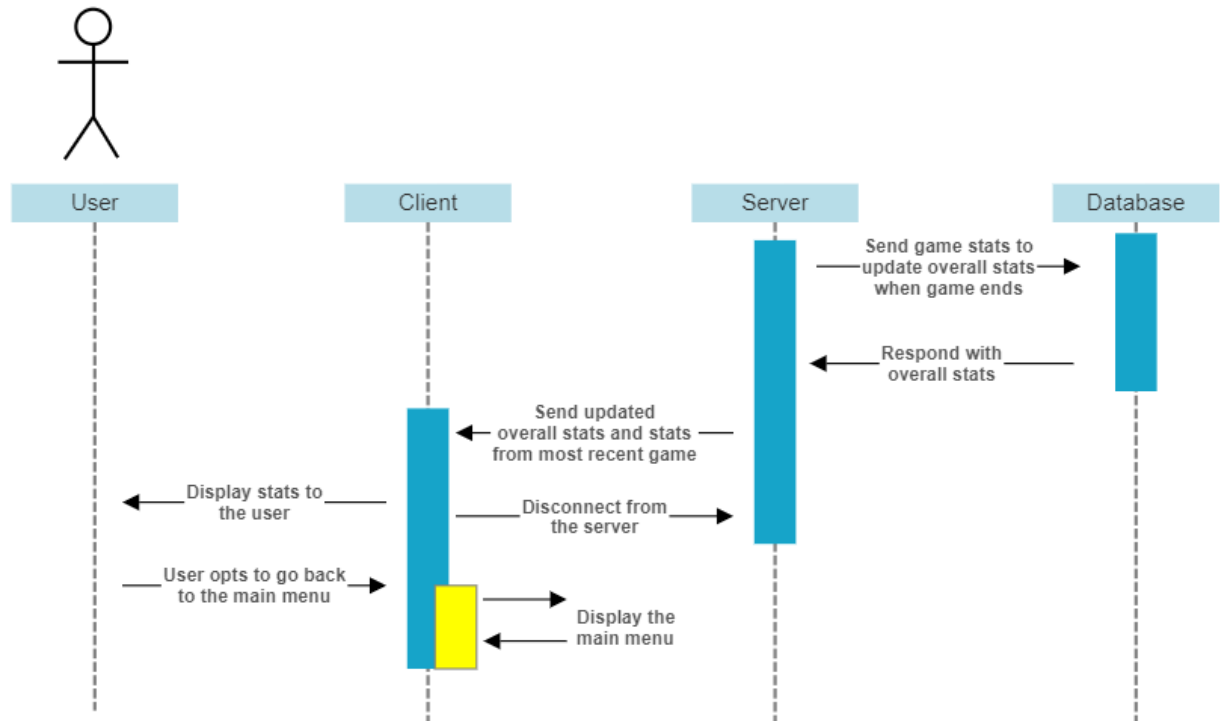 User
Client
Server
Database
Send game stats to
update overall stats
when game ends
Respond with
overall stats
Send updated
overall stats and stats
from most recent game
Display stats to
the user
Disconnect from
the server
User opts to go back
to the main menu
Display the
main menu